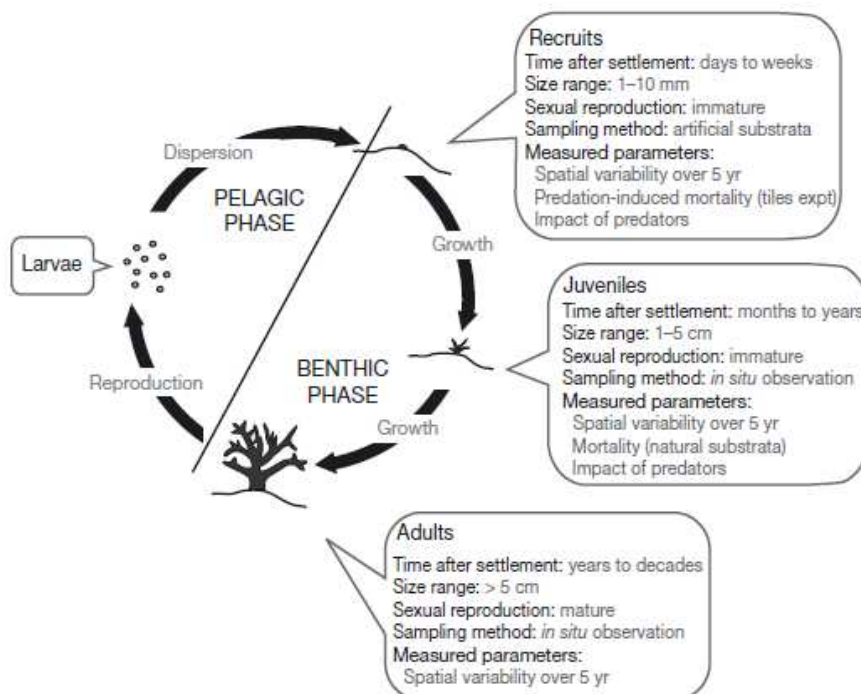 Recruits
Time after settlement: days to weeks
Size range: 1–10 mm
Sexual reproduction: immature
Sampling method: artificial substrata
Measured parameters:
Spatial variability over 5 yr
Predation-induced mortality (tiles expt)
Impact of predators
Dispersion
PELAGIC
PHASE
Larvae
Growth
Juveniles
Time after settlement: months to years
Size range: 1–5 cm
Sexual reproduction: immature
Sampling method: in situ observation
Measured parameters:
Spatial variability over 5 yr
Mortality (natural substrata)
Impact of predators
Reproduction
BENTHIC
PHASE
Growth
Adults
Time after settlement: years to decades
Size range: > 5 cm
Sexual reproduction: mature
Sampling method: in situ observation
Measured parameters:
Spatial variability over 5 yr